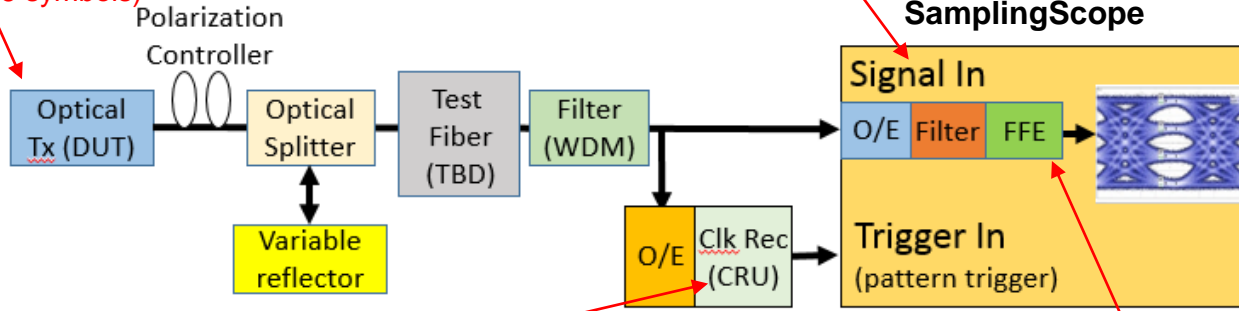 Symbols)
Polarization
Controller
SamplingScope
Optical
Tx (DUT)
Optical
Splitter
Test
Fiber
(TBD)
Filter
(WDM)
Variable
reflector
O/E
Clk Rec
(CRU)
Signal In
O/E
Filter
FFE
Trigger In
(pattern trigger)